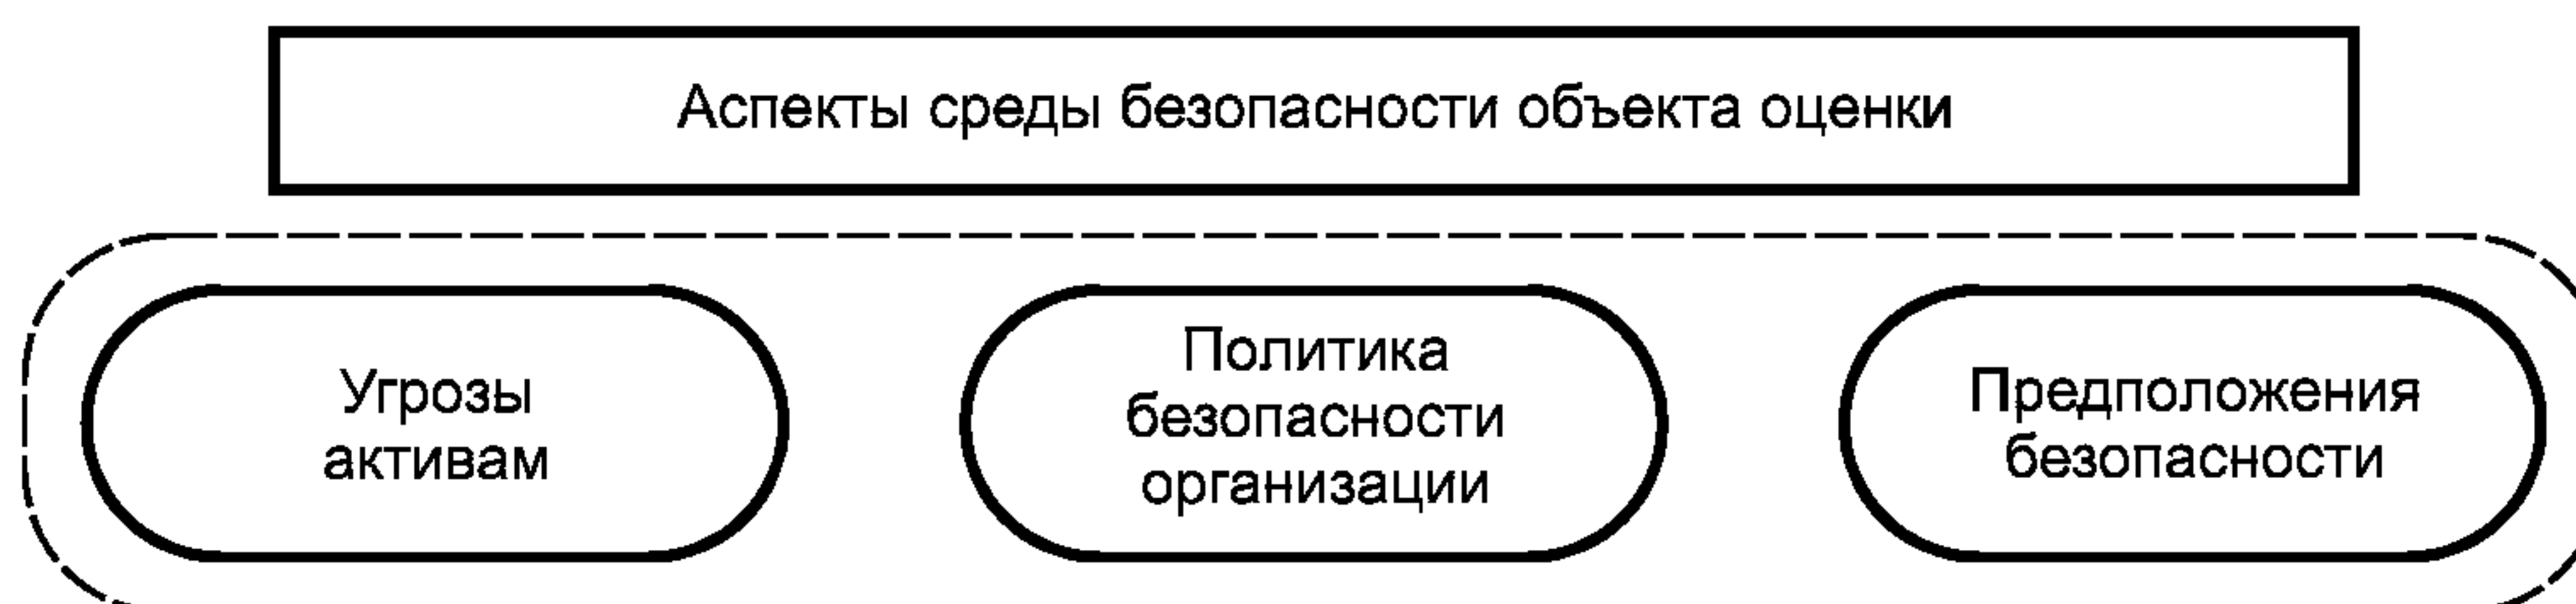 Аспекты среды безопасности объекта оценки
Угрозы
активам
Политика
безопасности
организации
Предположения
безопасности